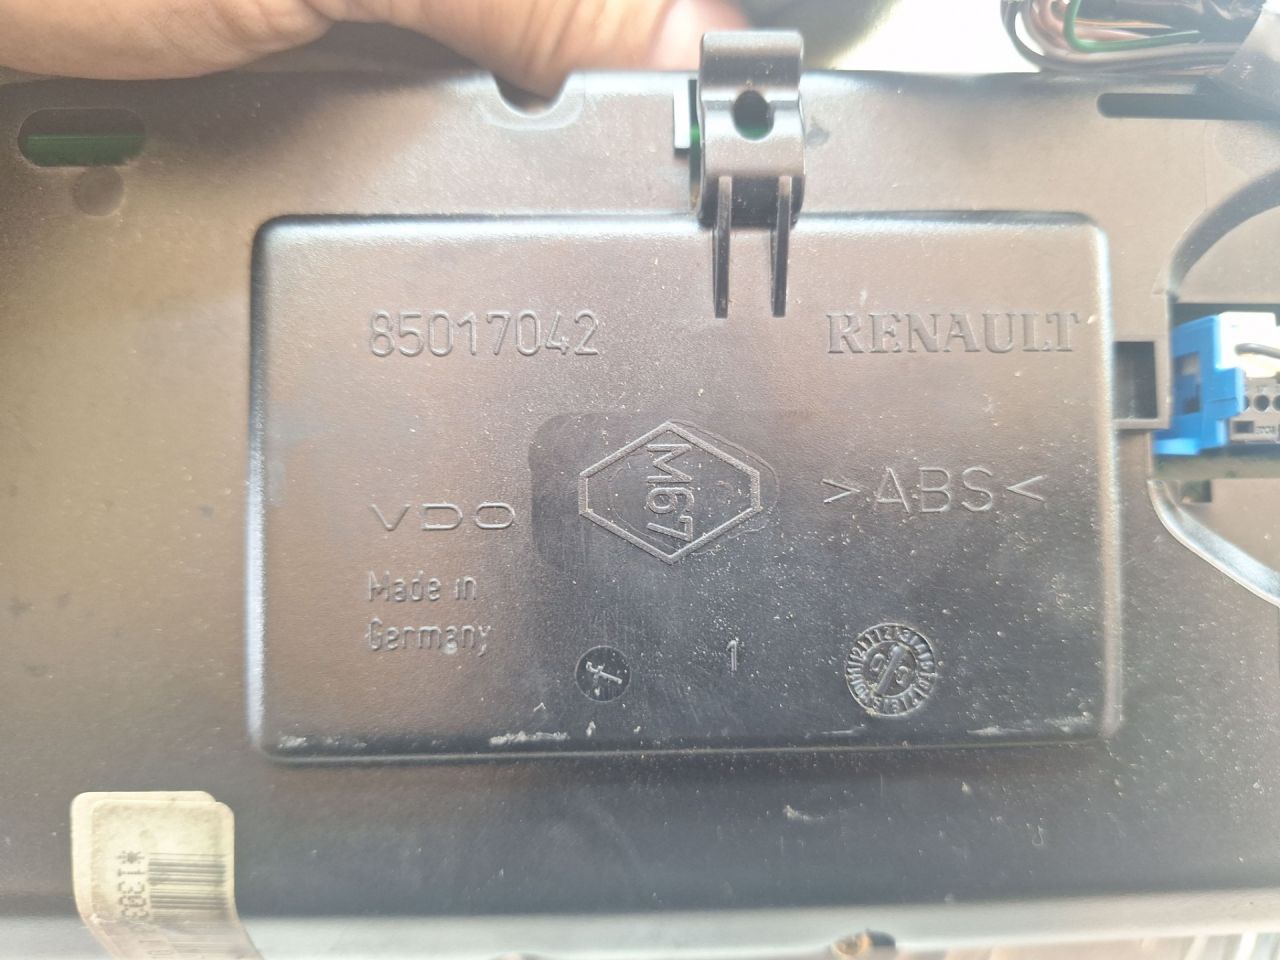 85017042
RENAULT
M67
>ABS<
VDO
Made in
Germany
1